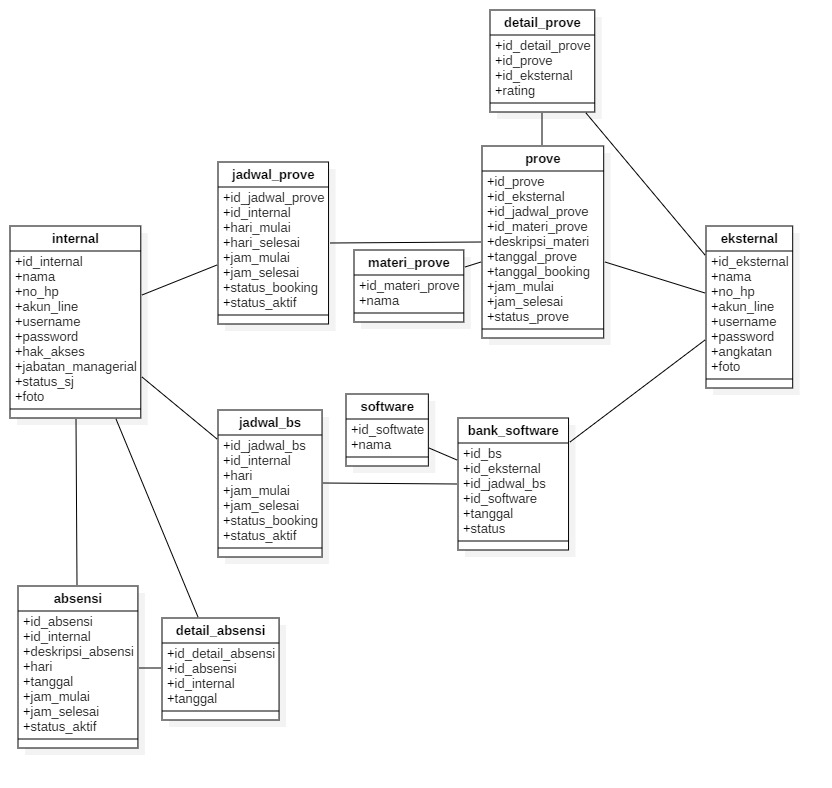 detail_prove
+id_detail_prove
+id_prove
+id_eksternal
+rating
prove
+id_prove
+id_eksternal
+id_jadwal_prove
+id_materi_prove
+deskripsi_materi
+tanggal_prove
+tanggal_booking
+jam_mulai
+jam_selesai
+status_prove
jadwal_prove
+id_jadwal_prove
+id_internal
+hari_mulai
+hari_selesai
+jam_mulai
+jam_selesai
+status_booking
+status_aktif
materi_prove
+id_materi_prove
+nama
internal
+id_internal
+nama
+no_hp
+akun_line
+username
+password
+hak_akses
+jabatan_managerial
+status_sj
+foto
eksternal
+id_eksternal
+nama
+no_hp
+akun_line
+username
+password
+angkatan
+foto
jadwal_bs
+id_jadwal_bs
+id_internal
+hari
+jam_mulai
+jam_selesai
+status_booking
+status_aktif
software
+id_softwate
+nama
bank_software
+id_bs
+id_eksternal
+id_jadwal_bs
+id_software
+tanggal
+status
absensi
+id_absensi
+id_internal
+deskripsi_absensi
+hari
+tanggal
+jam_mulai
+jam_selesai
+status_aktif
detail_absensi
+id_detail_absensi
+id_absensi
+id_internal
+tanggal